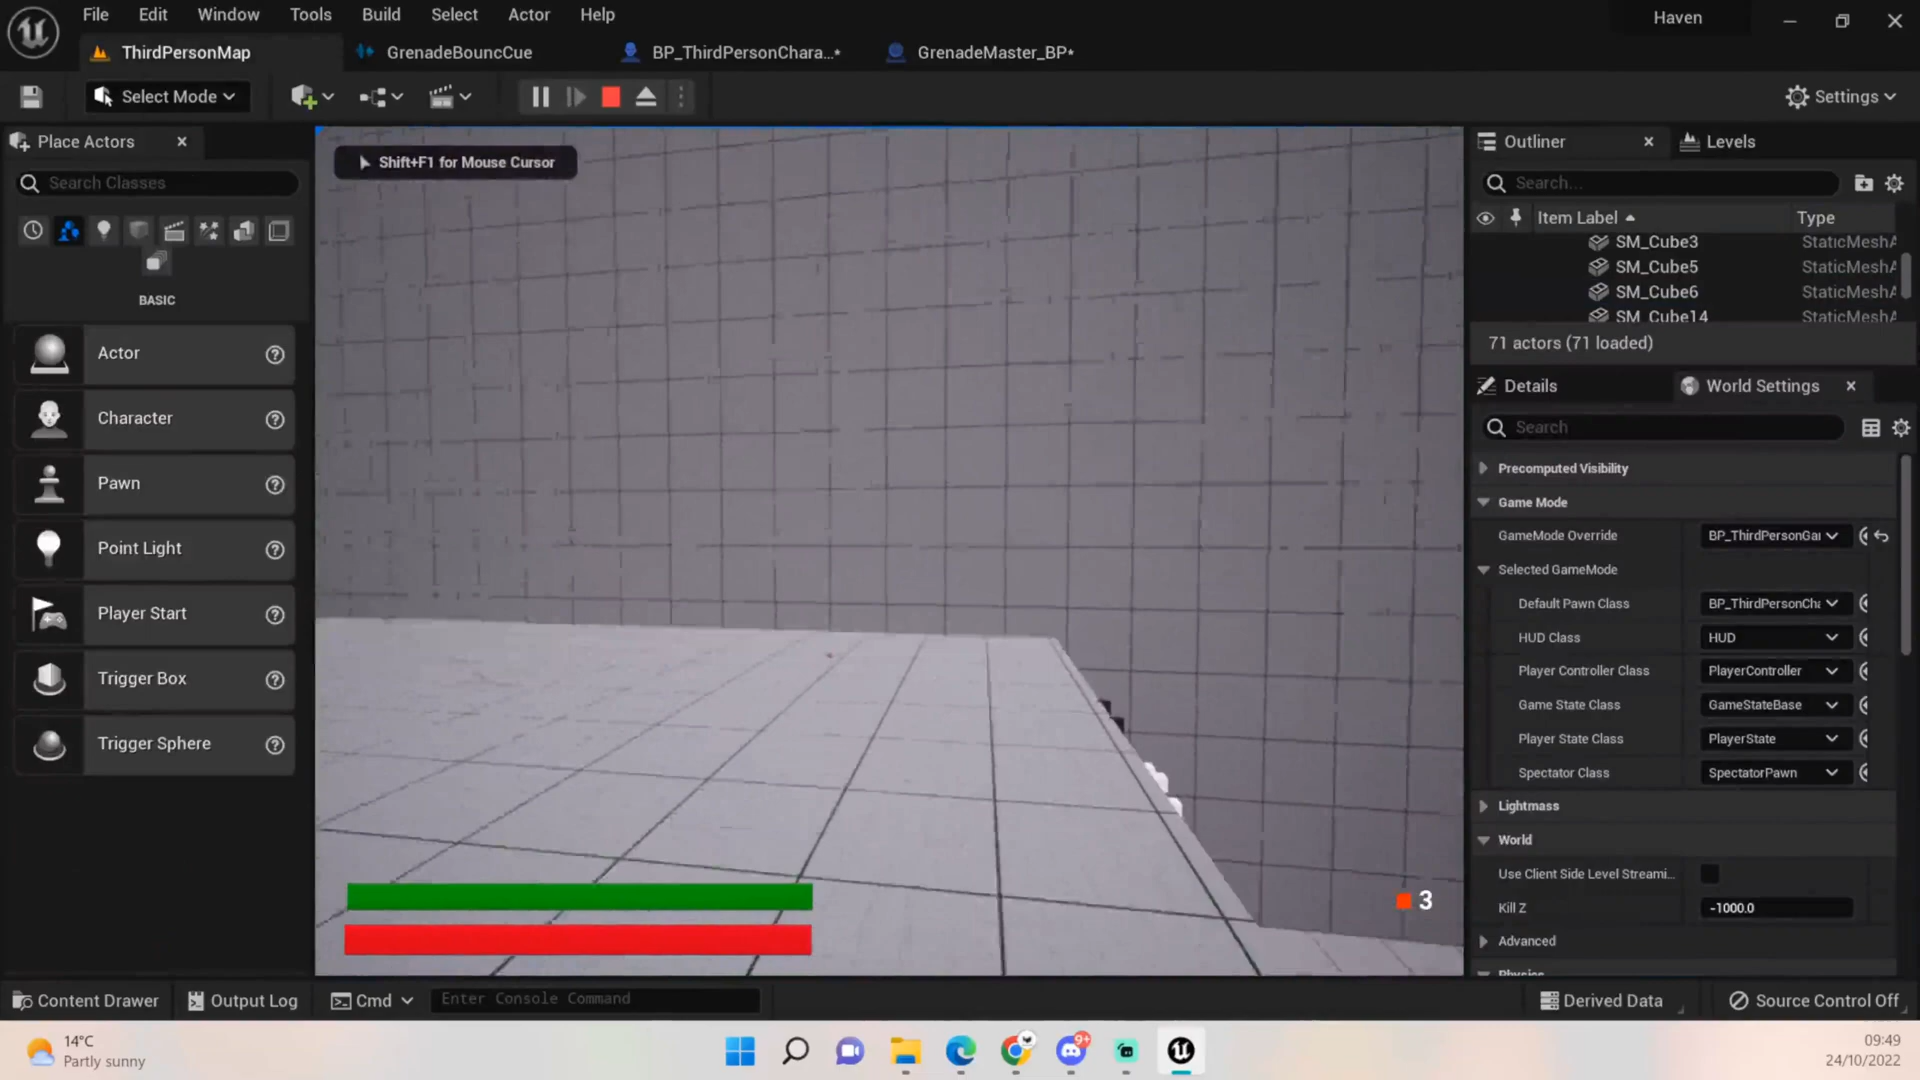 File Edit Window Tools Build Select Actor Help
Haven
ThirdPersonMap
GrenadeBouncCue
BP_ThirdPersonChara...*
GrenadeMaster_BP*
Select Mode
Settings
Place Actors
Search Classes
BASIC
Actor
Character
Pawn
Point Light
Player Start
Trigger Box
Trigger Sphere
Shift+F1 for Mouse Cursor
3
Outliner
Levels
Search...
Item Label
Type
SM_Cube3 StaticMeshA
SM_Cube5 StaticMeshA
SM_Cube6 StaticMeshA
SM_Cube14 StaticMeshA
71 actors (71 loaded)
Details
World Settings
Search
Precomputed Visibility
Game Mode
GameMode Override BP_ThirdPersonGa
Selected GameMode
Default Pawn Class BP_ThirdPersonCh
HUD Class HUD
Player Controller Class PlayerController
Game State Class GameStateBase
Player State Class PlayerState
Spectator Class SpectatorPawn
Lightmass
World
Use Client Side Level Streami...
Kill Z -1000.0
Advanced
Physics
Content Drawer
Output Log
Cmd
Enter Console Command
Derived Data
Source Control Off
14°C
Partly sunny
9+
09:49
24/10/2022